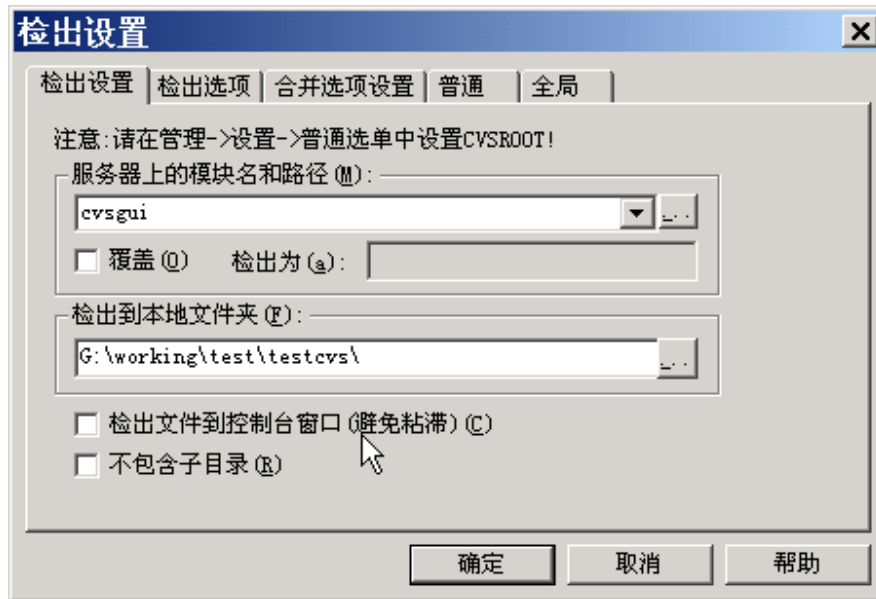 检出设置
检出设置 检出选项 合并选项设置 普通 全局
注意:请在管理->设置->普通选单中设置CVSROOT!
服务器上的模块名和路径(M):
cvsgui
...
覆盖(O) 检出为(a):
检出到本地文件夹(F):
G:\working\test\testcvs\
...
检出文件到控制台窗口(避免粘滞)(C)
不包含子目录(R)
确定 取消 帮助